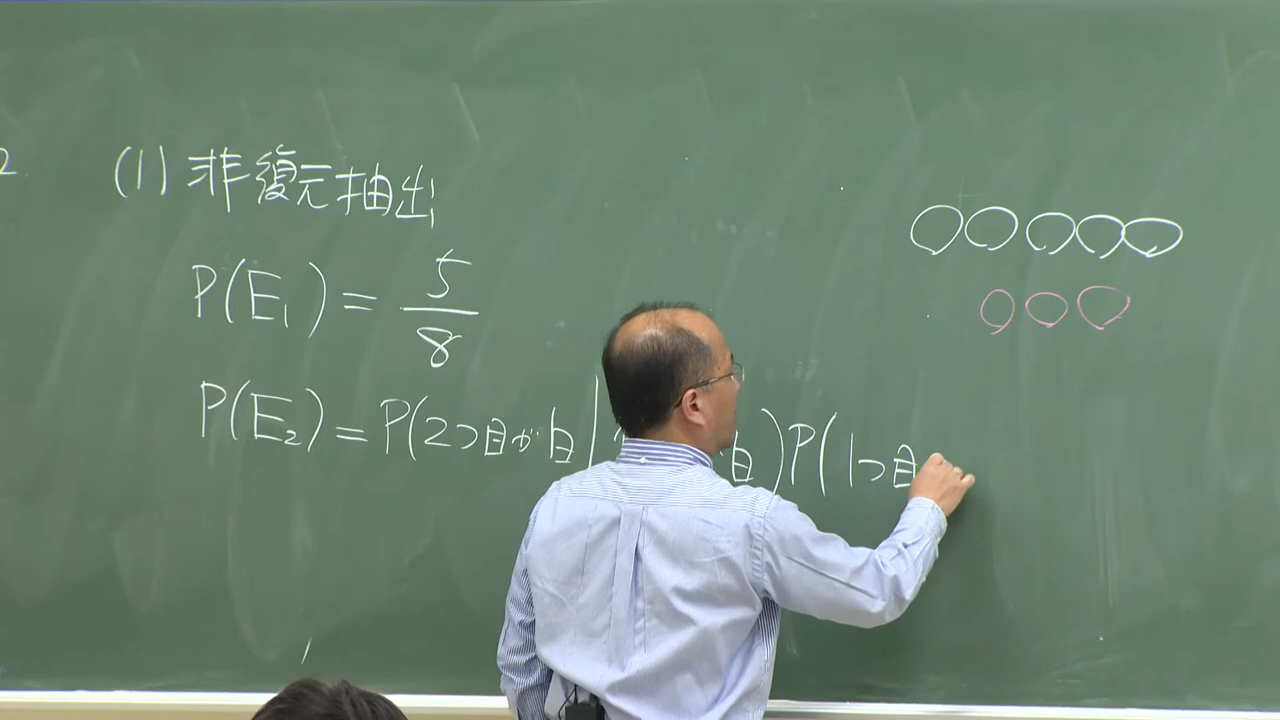 2
(1) 非復元抽出
P(E₁) = 5/8
P(E₂) = P(2つ目が白| 白)P(1つ目